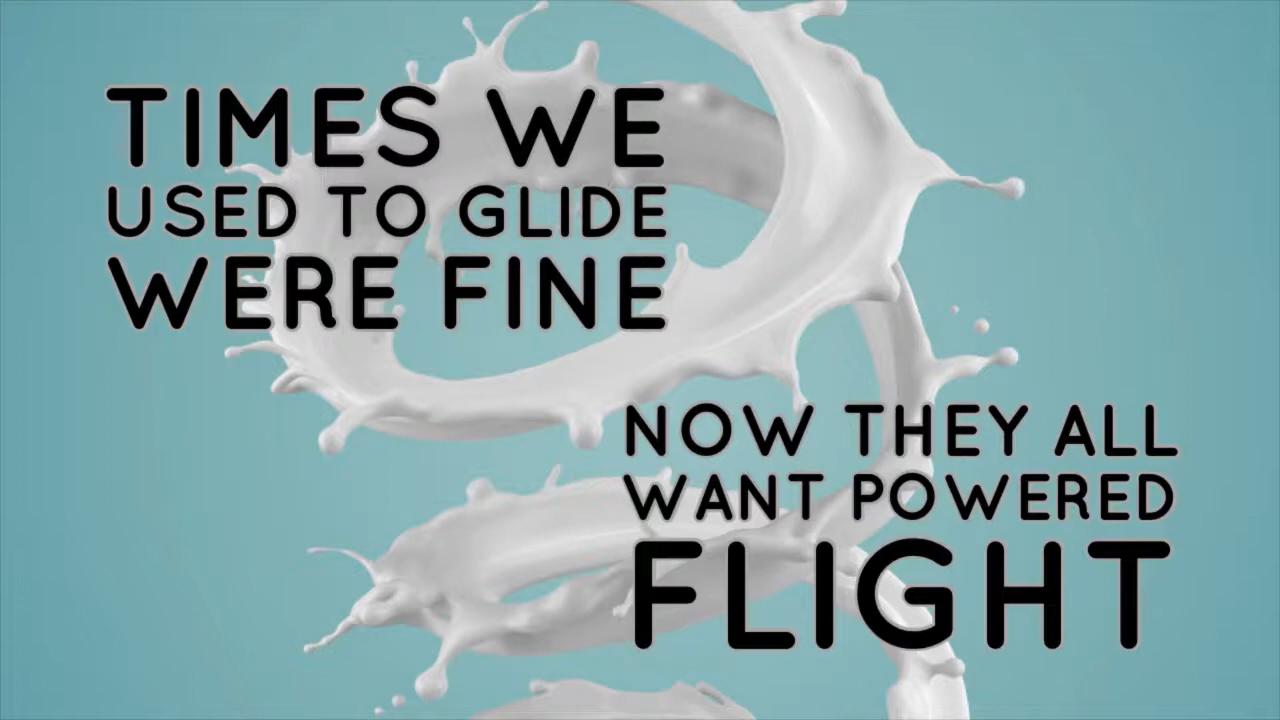 TIMES WE
USED TO GLIDE
WERE FINE
NOW THEY ALL
WANT POWERED
FLIGHT